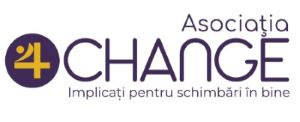 Asociația
4CHANGE
Implicați pentru schimbări în bine